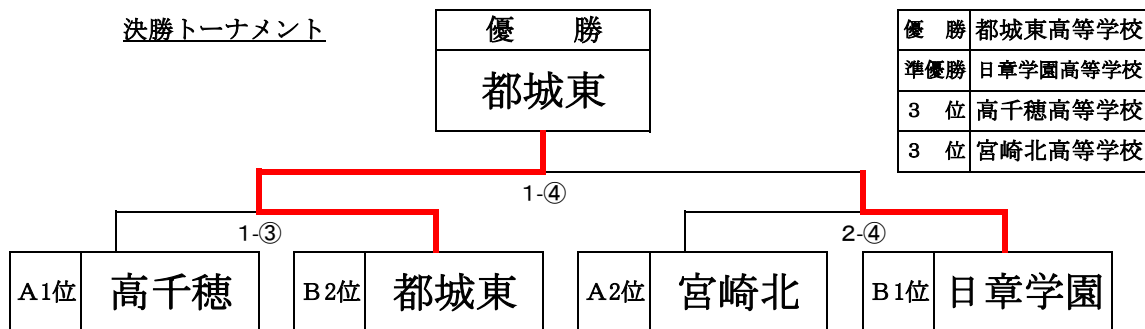 決勝トーナメント
優　勝
都城東
優　勝 都城東高等学校
準優勝 日章学園高等学校
3　位 高千穂高等学校
3　位 宮崎北高等学校
1-④
1-③
2-④
A1位 高千穂
B2位 都城東
A2位 宮崎北
B1位 日章学園